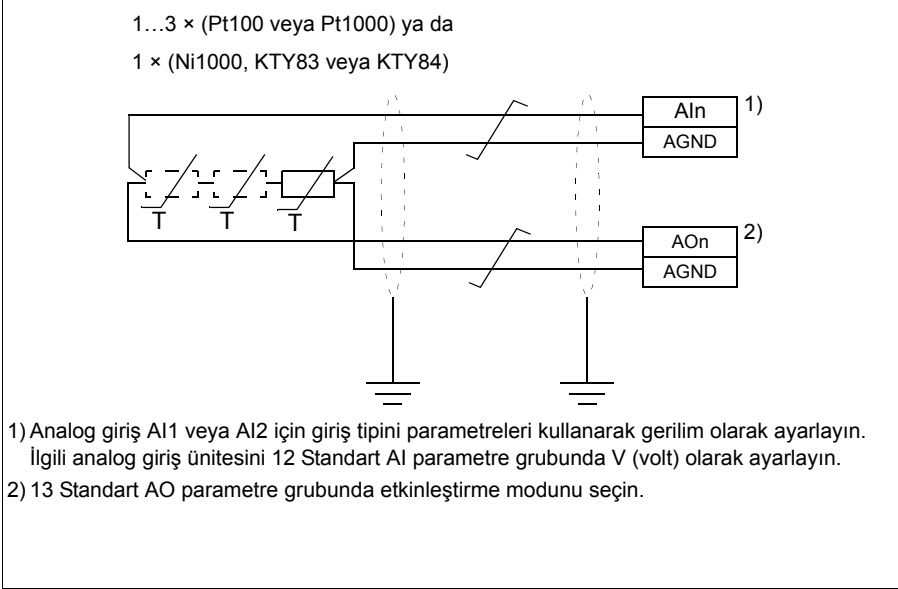 1…3 × (Pt100 veya Pt1000) ya da
1 × (Ni1000, KTY83 veya KTY84)
AIn 1)
AGND
T T T
AOn 2)
AGND
1) Analog giriş AI1 veya AI2 için giriş tipini parametreleri kullanarak gerilim olarak ayarlayın.
İlgili analog giriş ünitesini 12 Standart AI parametre grubunda V (volt) olarak ayarlayın.
2) 13 Standart AO parametre grubunda etkinleştirme modunu seçin.